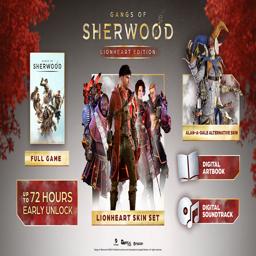 GANGS OF
SHERWOOD
LIONHEART EDITION
GANGS OF
SHERWOOD
FULL GAME
UP TO 72 HOURS
EARLY UNLOCK
LIONHEART SKIN SET
ALAN-A-DALE ALTERNATIVE SKIN
DIGITAL
ARTBOOK
DIGITAL
SOUNDTRACK